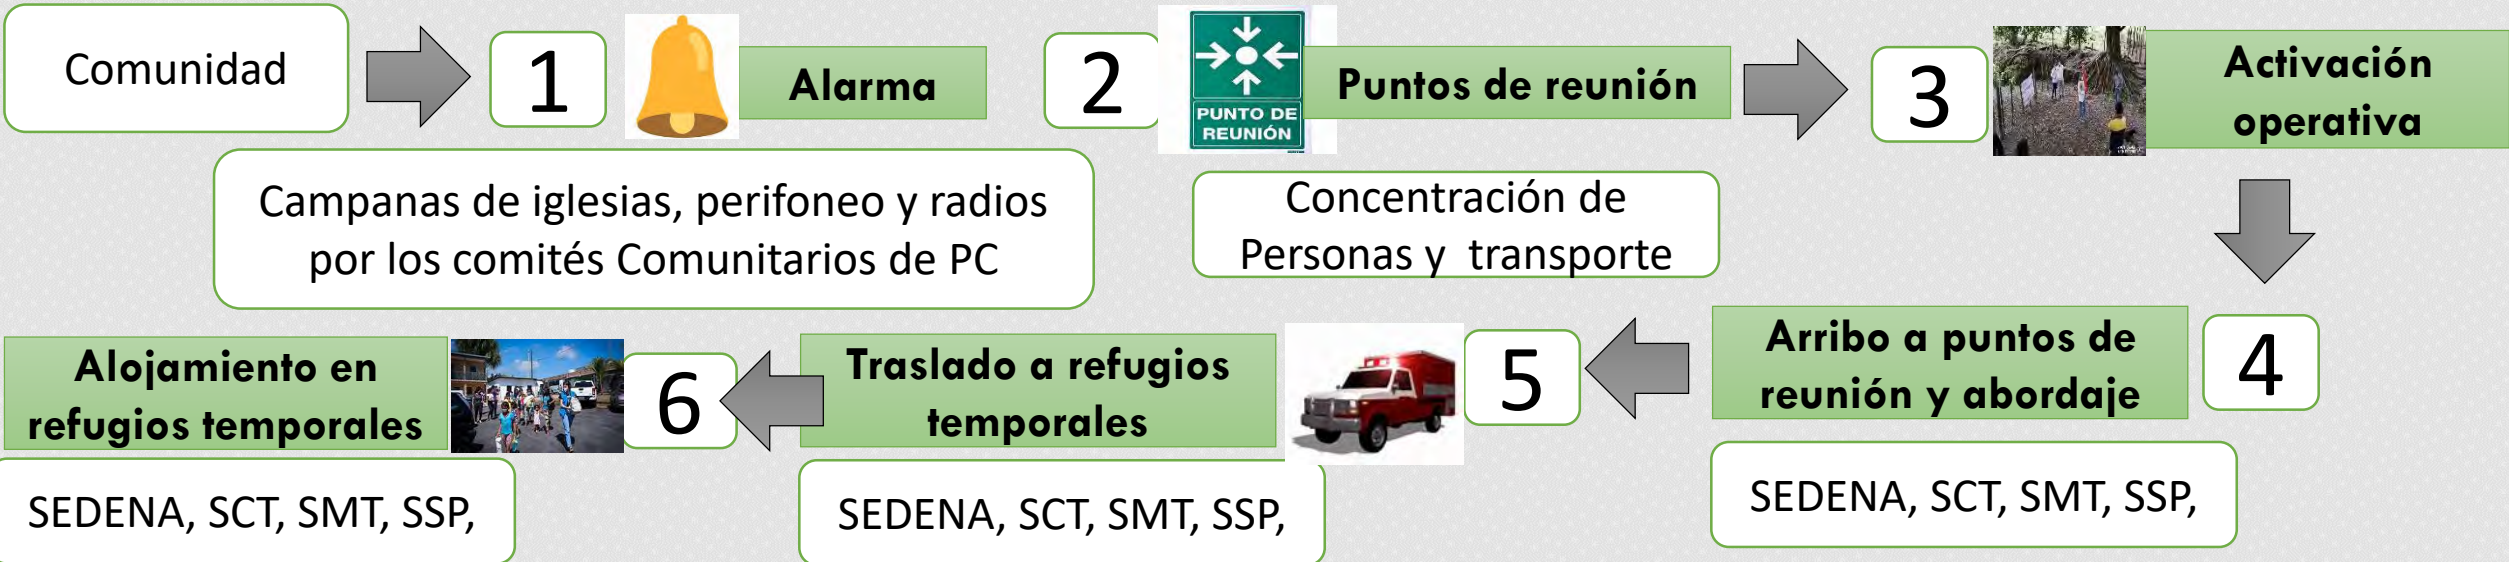 Comunidad
1
Alarma
2
PUNTO DE
REUNIÓN
Puntos de reunión
3
Activación
operativa
Campanas de iglesias, perifoneo y radios
por los comités Comunitarios de PC
Concentración de
Personas y transporte
4
Arribo a puntos de
reunión y abordaje
SEDENA, SCT, SMT, SSP,
5
Traslado a refugios
temporales
SEDENA, SCT, SMT, SSP,
6
Alojamiento en
refugios temporales
SEDENA, SCT, SMT, SSP,